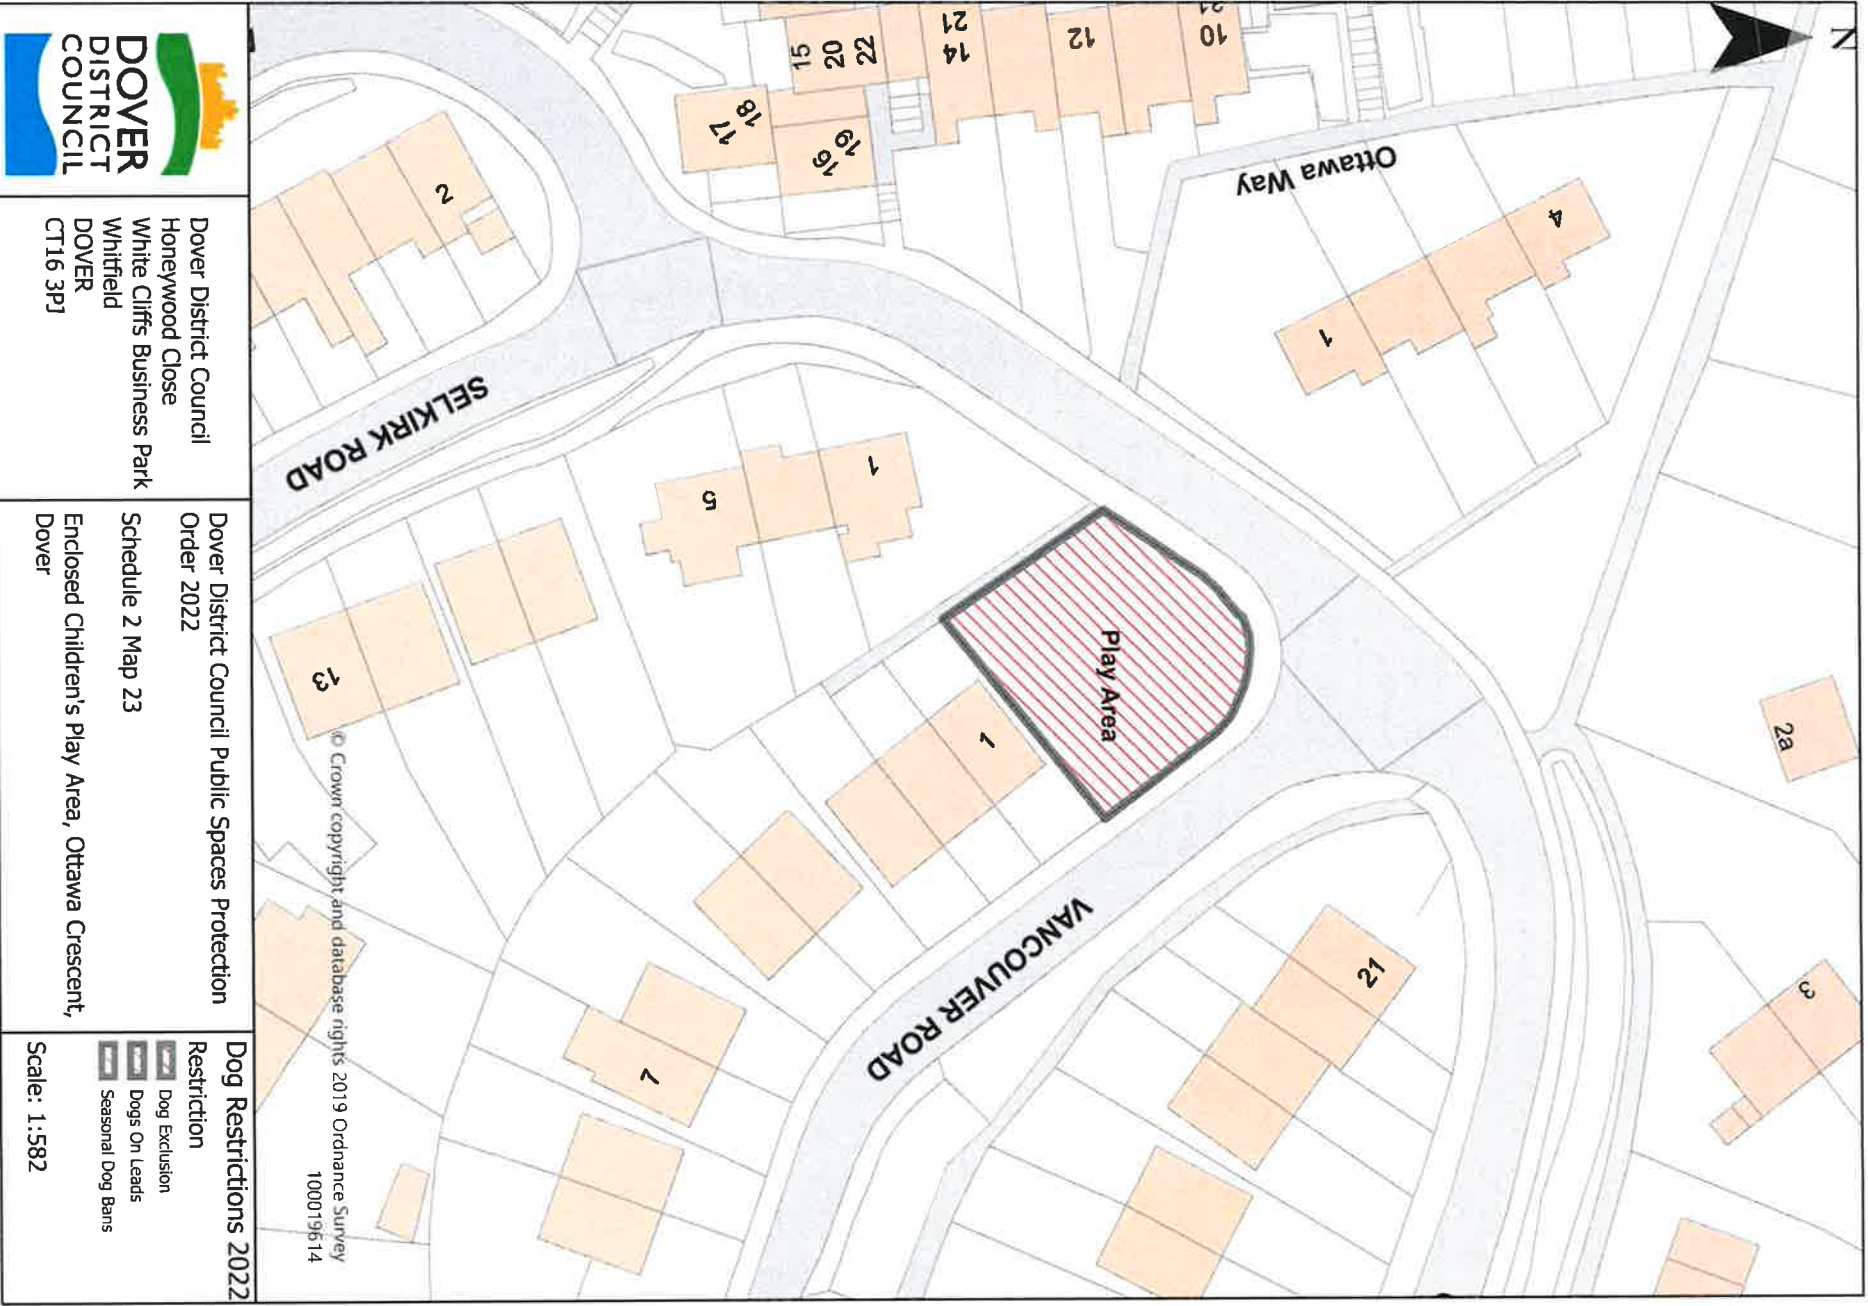 N
10
12
21
14
22
20
15
18
17
19
16
Ottawa Way
4
1
2
SELKIRK ROAD
1
5
13
Play Area
1
2a
VANCOUVER ROAD
21
3
7
© Crown copyright and database rights 2019 Ordnance Survey
100019614
DOVER
DISTRICT
COUNCIL
Dover District Council
Honeywood Close
White Cliffs Business Park
Whitfield
DOVER
CT16 3PJ
Dover District Council Public Spaces Protection
Order 2022
Schedule 2 Map 23
Enclosed Children's Play Area, Ottawa Crescent,
Dover
Dog Restrictions 2022
Restriction
Dog Exclusion
Dogs On Leads
Seasonal Dog Bans
Scale: 1:582